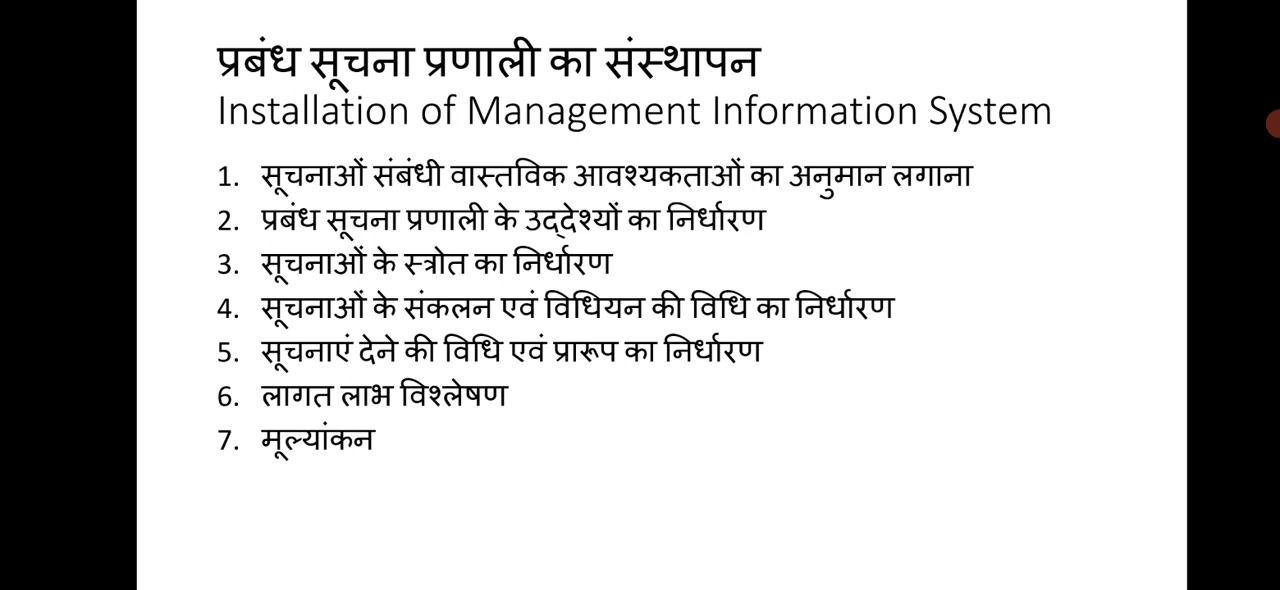 प्रबंध सूचना प्रणाली का संस्थापन
Installation of Management Information System
1. सूचनाओं संबंधी वास्तविक आवश्यकताओं का अनुमान लगाना
2. प्रबंध सूचना प्रणाली के उद्देश्यों का निर्धारण
3. सूचनाओं के स्त्रोत का निर्धारण
4. सूचनाओं के संकलन एवं विधियन की विधि का निर्धारण
5. सूचनाएं देने की विधि एवं प्रारूप का निर्धारण
6. लागत लाभ विश्लेषण
7. मूल्यांकन